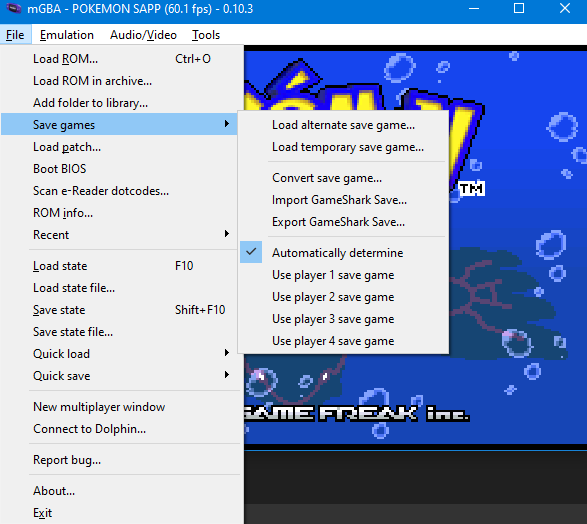 mGBA - POKEMON SAPP (60.1 fps) - 0.10.3
File Emulation Audio/Video Tools
Load ROM... Ctrl+O
Load ROM in archive...
Add folder to library...
Save games
Load patch...
Boot BIOS
Scan e-Reader dotcodes...
ROM info...
Recent
Load state F10
Load state file...
Save state Shift+F10
Save state file...
Quick load
Quick save
New multiplayer window
Connect to Dolphin...
Report bug...
About...
Exit
Load alternate save game...
Load temporary save game...
Convert save game...
Import GameShark Save...
Export GameShark Save...
Automatically determine
Use player 1 save game
Use player 2 save game
Use player 3 save game
Use player 4 save game
TM
GAME FREAK inc.